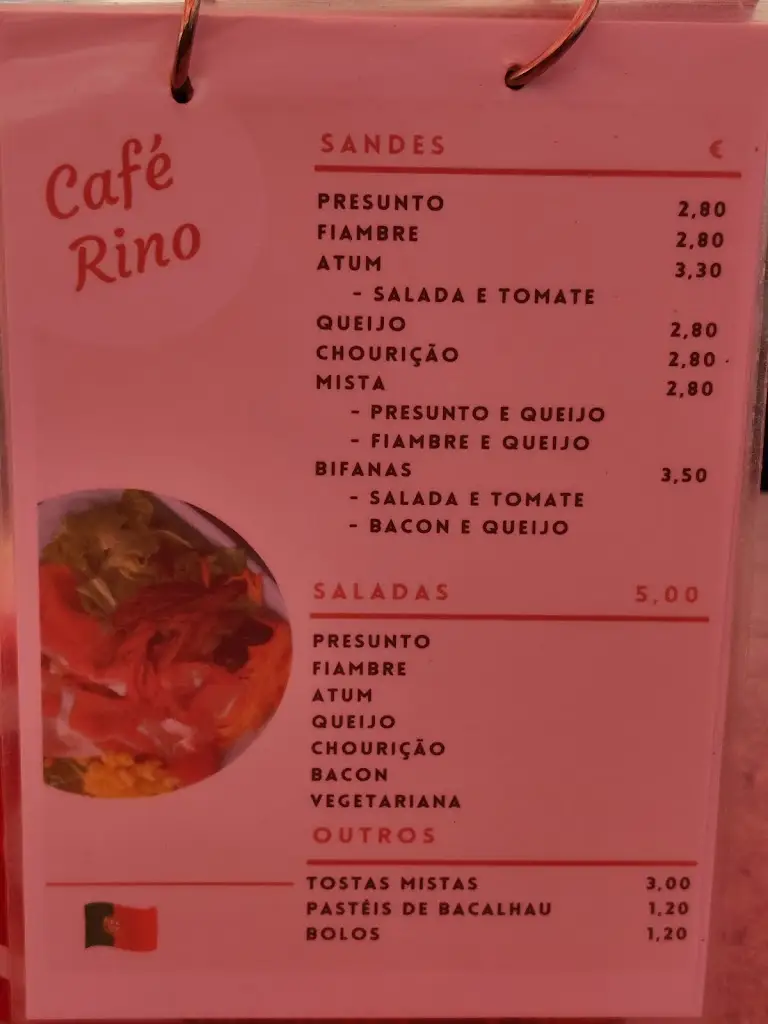 Café
Rino
SANDES €
PRESUNTO 2,80
FIAMBRE 2,80
ATUM 3,30
- SALADA E TOMATE
QUEIJO 2,80
CHOURIÇÃO 2,80
MISTA 2,80
- PRESUNTO E QUEIJO
- FIAMBRE E QUEIJO
BIFANAS 3,50
- SALADA E TOMATE
- BACON E QUEIJO
SALADAS 5,00
PRESUNTO
FIAMBRE
ATUM
QUEIJO
CHOURIÇÃO
BACON
VEGETARIANA
OUTROS
TOSTAS MISTAS 3,00
PASTÉIS DE BACALHAU 1,20
BOLOS 1,20